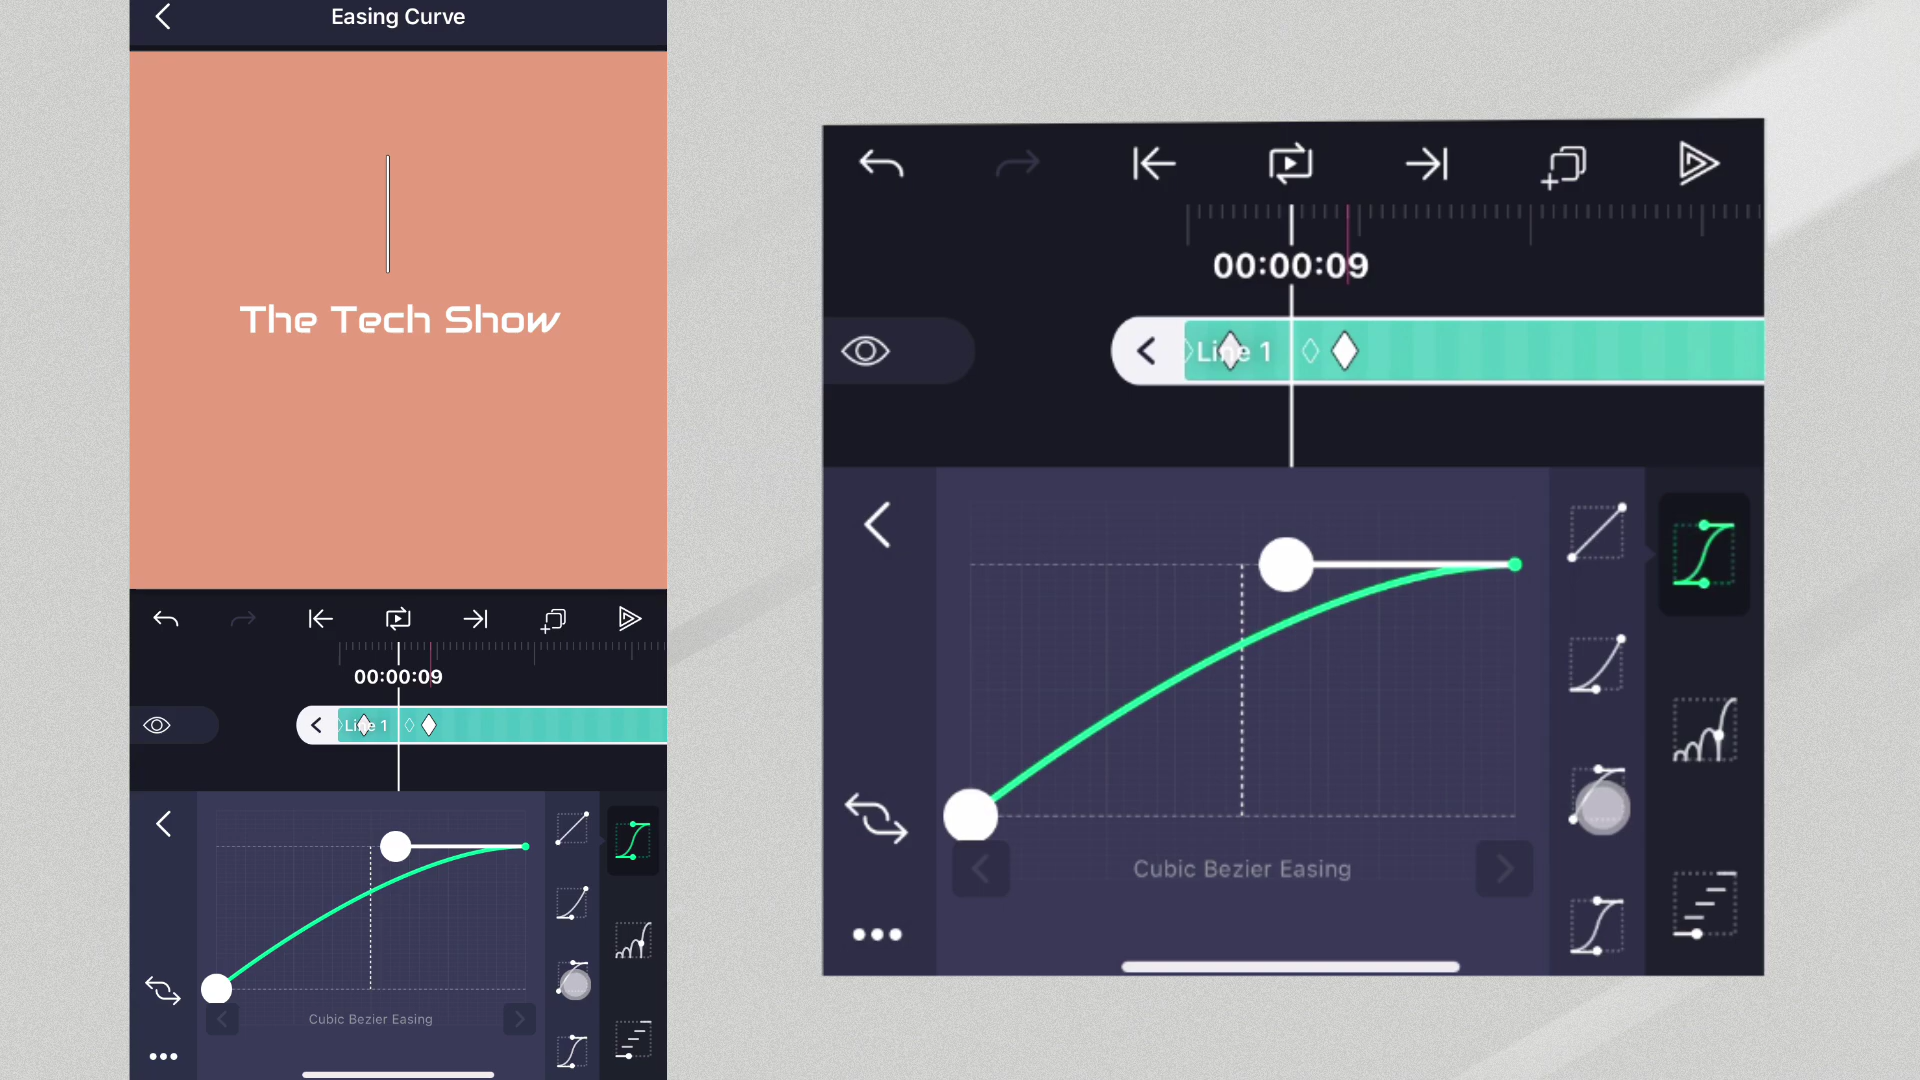 Easing Curve
The Tech Show
00:00:09
Line 1
Cubic Bezier Easing
00:00:09
Line 1
Cubic Bezier Easing